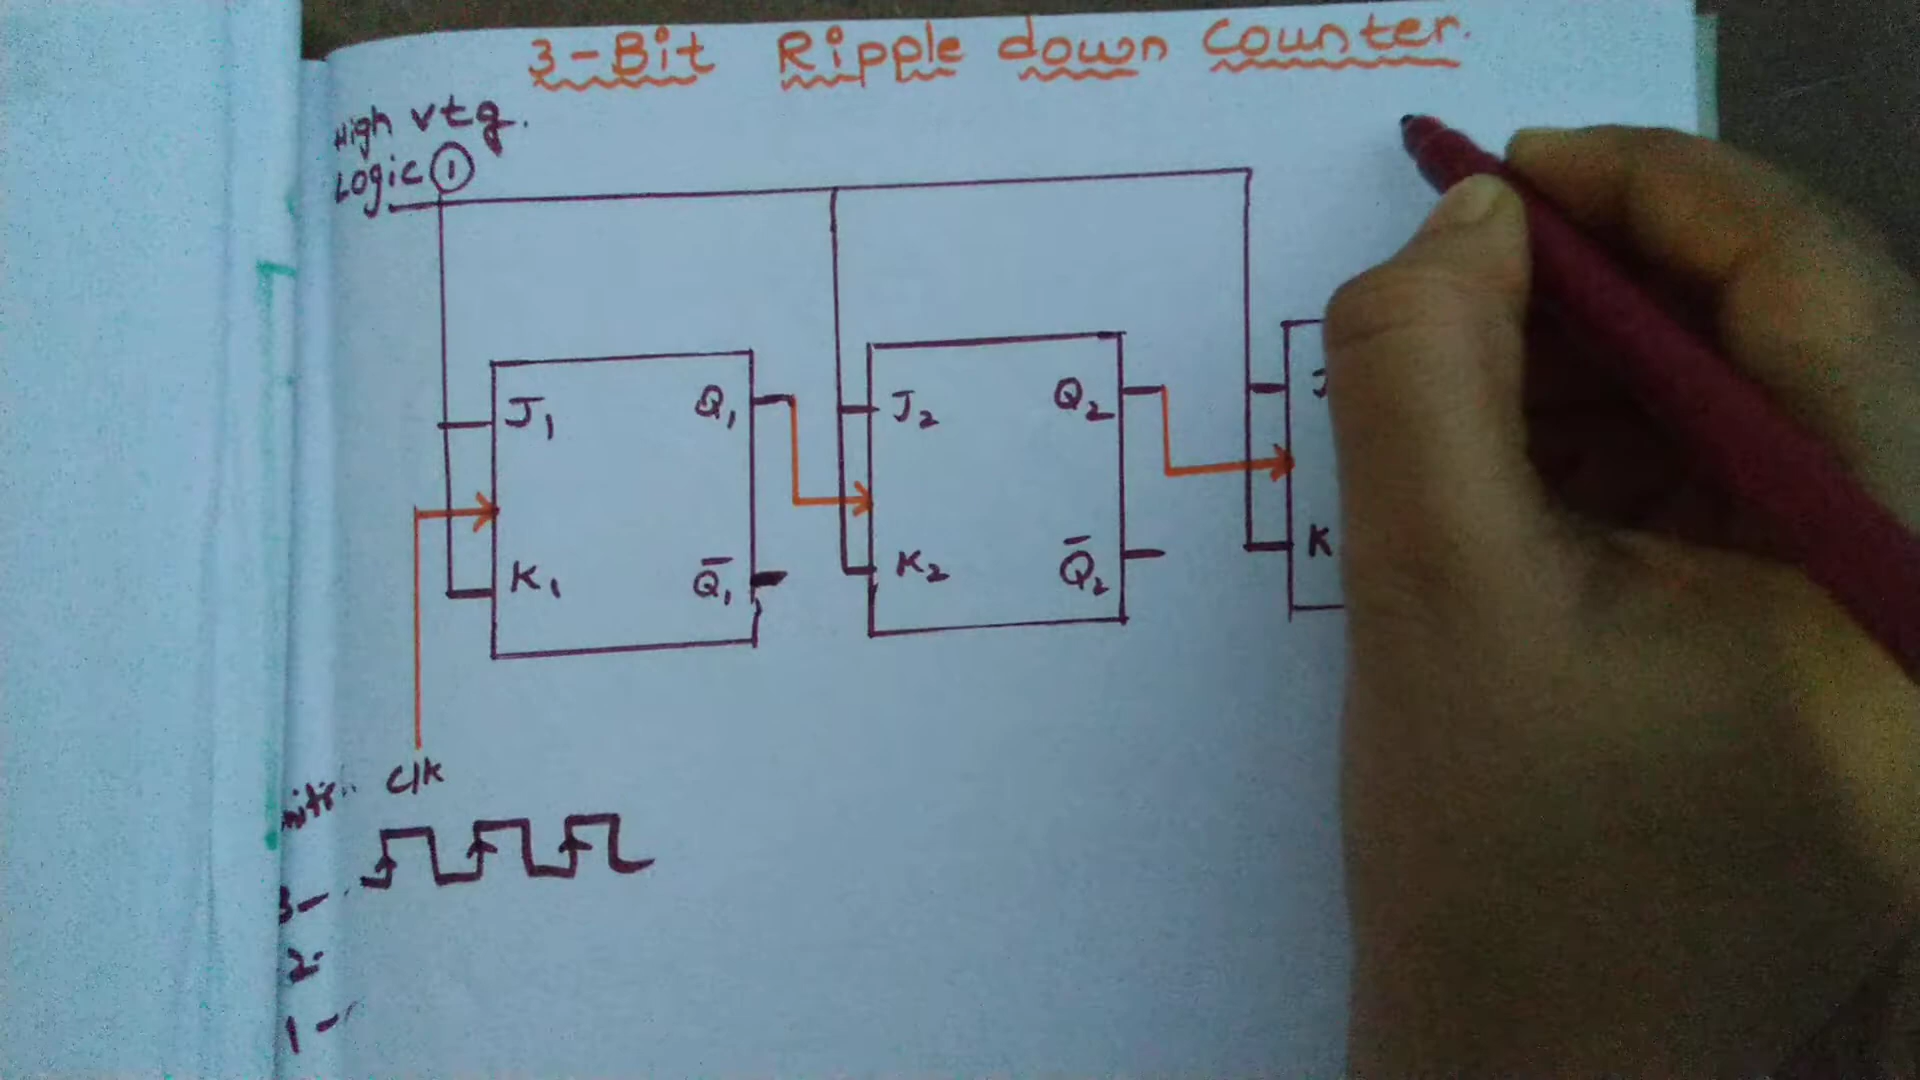 3-Bit Ripple down Counter.
High vtg.
Logic 1
J1 Q1 J2 Q2 J
K1 Q̅1 K2 Q̅2 K
clk
3-
2-
1-